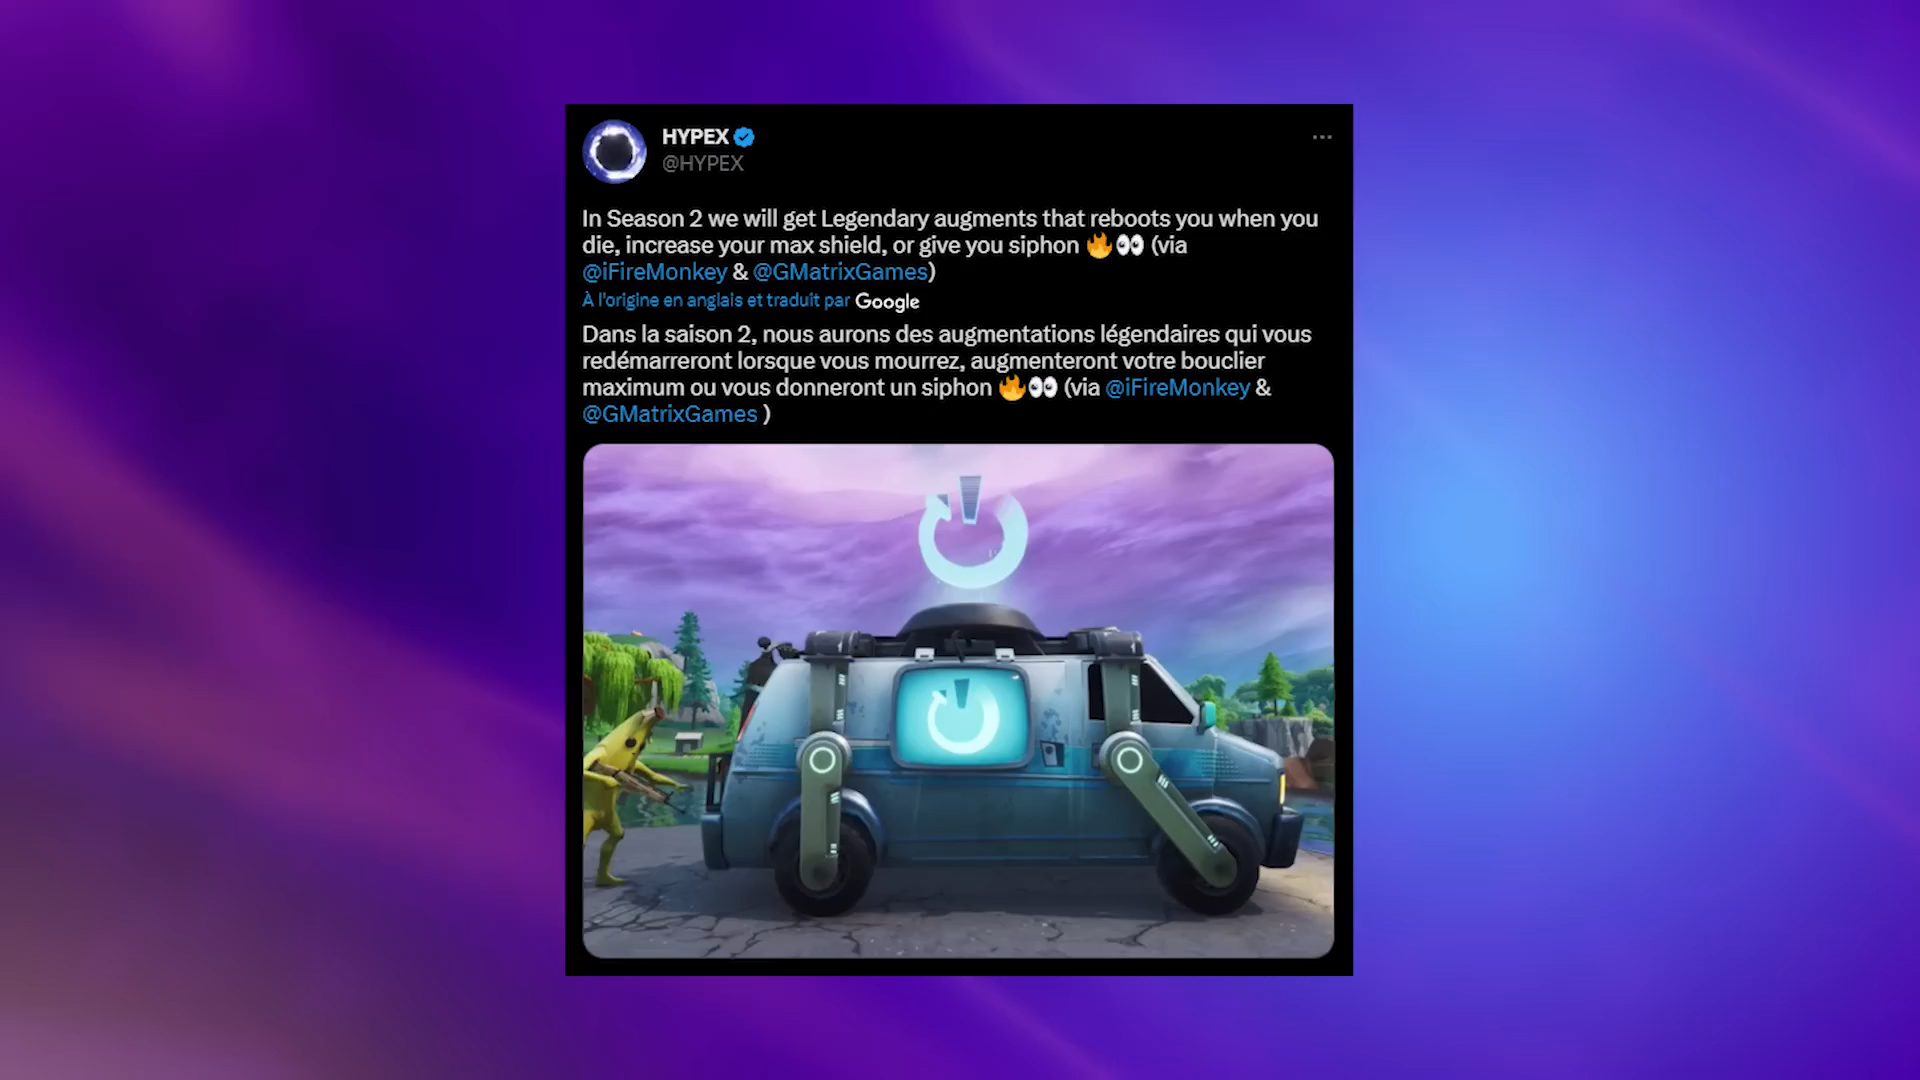 HYPEX
@HYPEX
In Season 2 we will get Legendary augments that reboots you when you
die, increase your max shield, or give you siphon 🔥👀 (via
@iFireMonkey & @GMatrixGames)
À l'origine en anglais et traduit par Google
Dans la saison 2, nous aurons des augmentations légendaires qui vous
redémarreront lorsque vous mourrez, augmenteront votre bouclier
maximum ou vous donneront un siphon 🔥👀 (via @iFireMonkey &
@GMatrixGames )